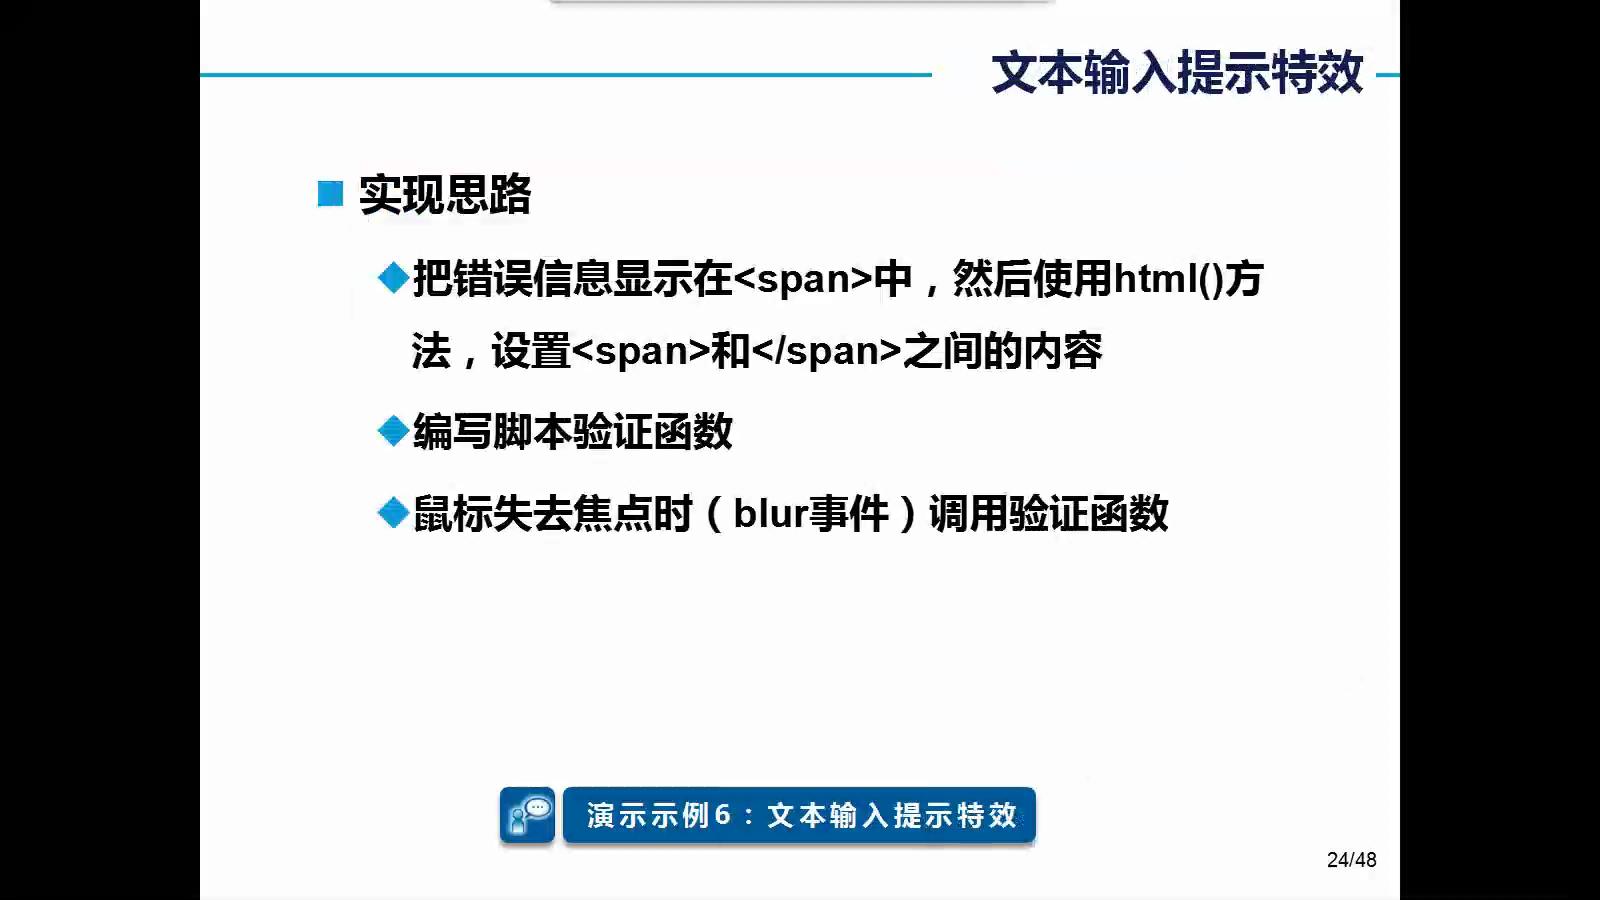 文本输入提示特效
实现思路
把错误信息显示在<span>中，然后使用html()方
法，设置<span>和</span>之间的内容
编写脚本验证函数
鼠标失去焦点时（blur事件）调用验证函数
演示示例6：文本输入提示特效
24/48